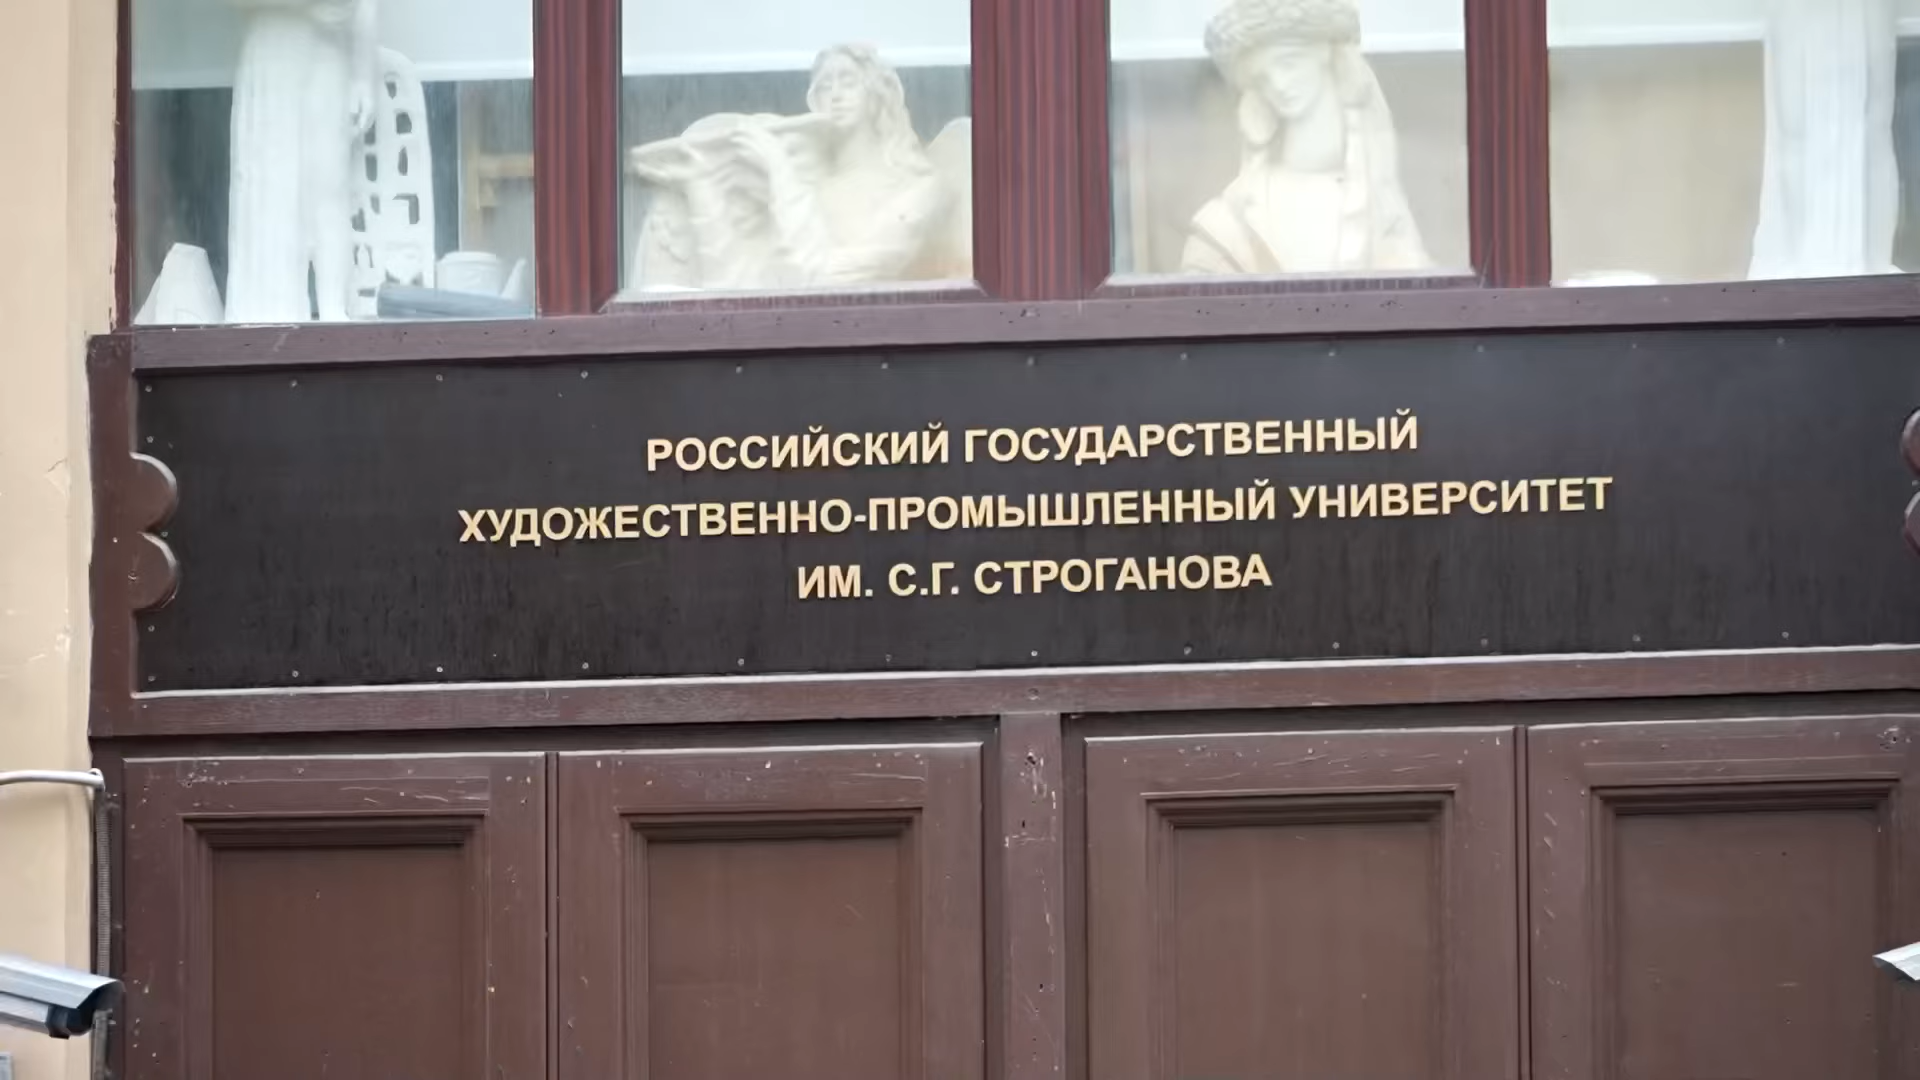 РОССИЙСКИЙ ГОСУДАРСТВЕННЫЙ
ХУДОЖЕСТВЕННО-ПРОМЫШЛЕННЫЙ УНИВЕРСИТЕТ
ИМ. С.Г. СТРОГАНОВА